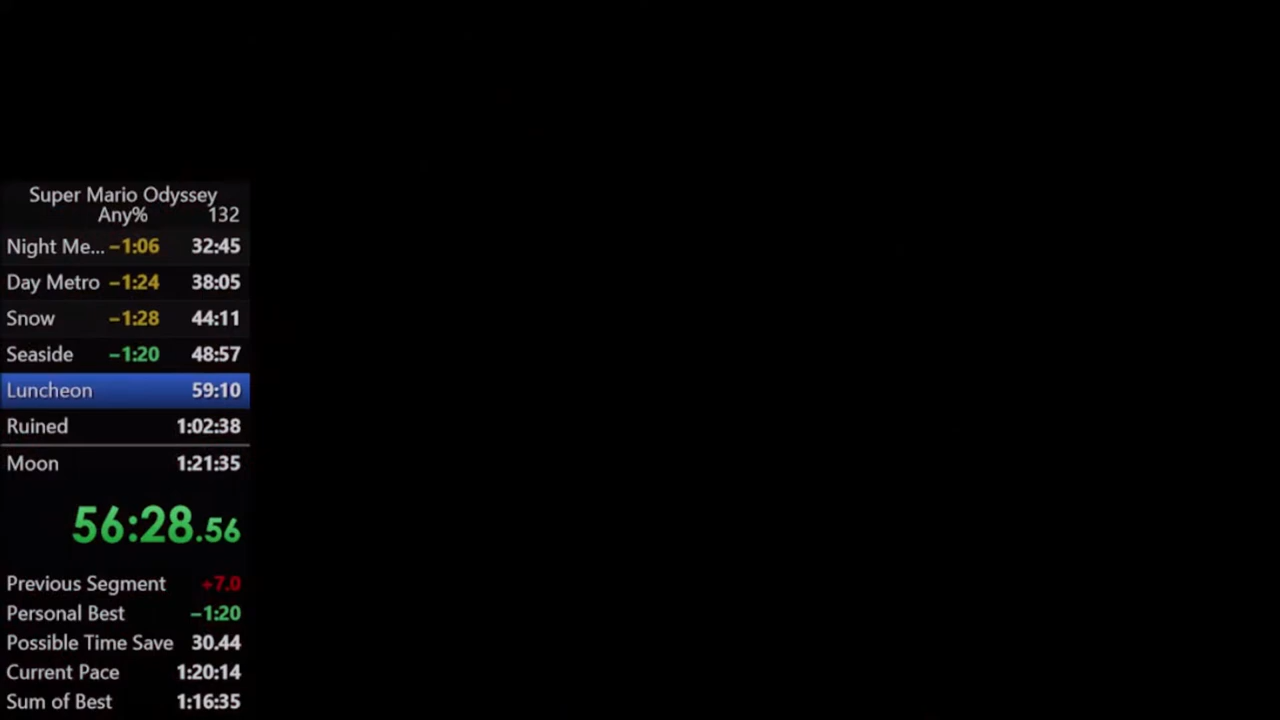 Super Mario Odyssey
Any% 132
Night Me... −1:06 32:45
Day Metro −1:24 38:05
Snow −1:28 44:11
Seaside −1:20 48:57
Luncheon 59:10
Ruined 1:02:38
Moon 1:21:35
56:28.56
Previous Segment +7.0
Personal Best −1:20
Possible Time Save 30.44
Current Pace 1:20:14
Sum of Best 1:16:35